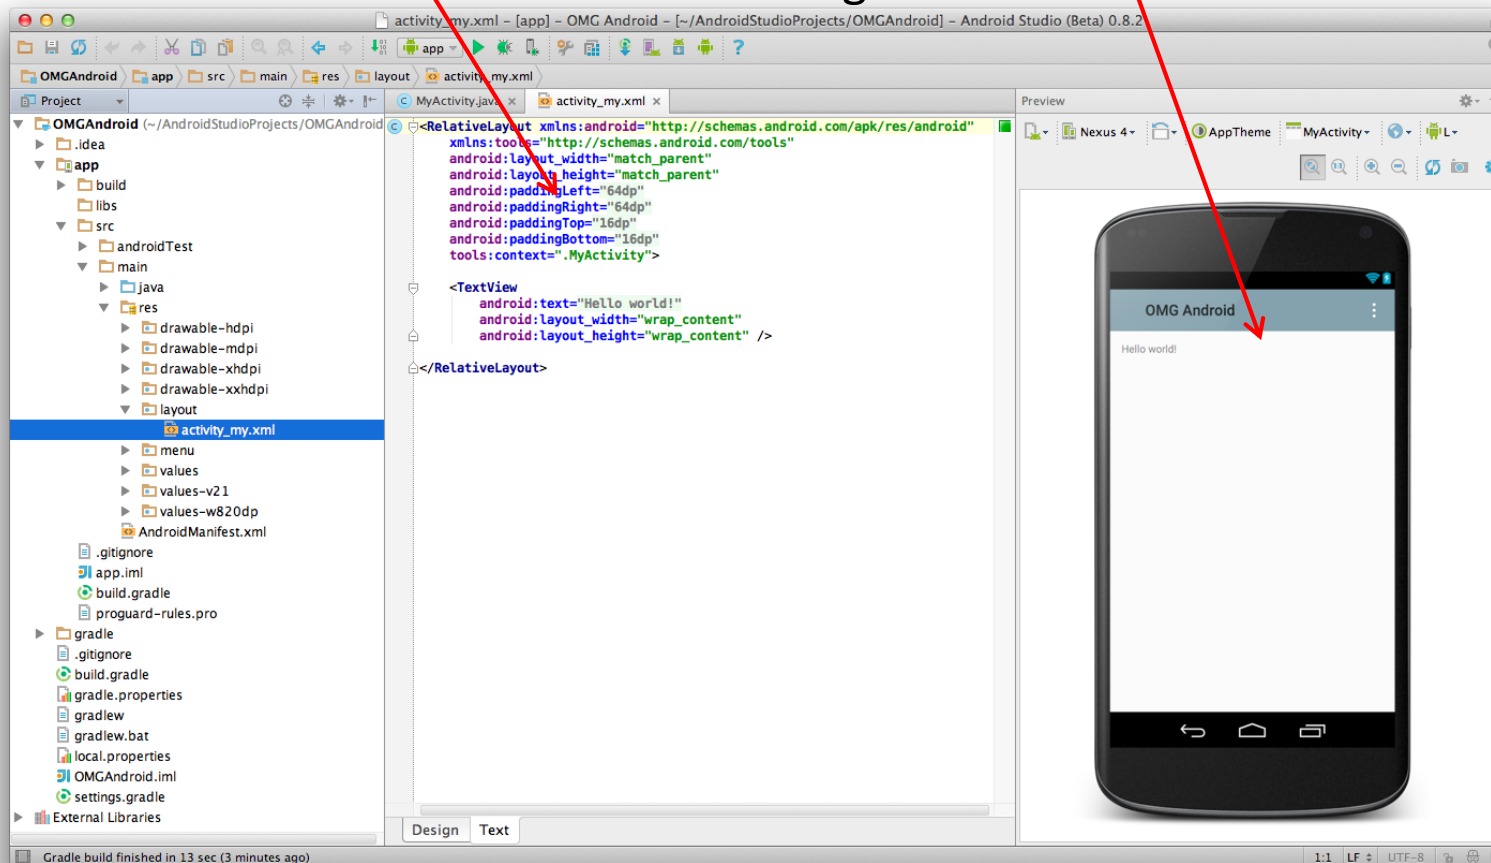 activity_my.xml – [app] – OMG Android – [~/AndroidStudioProjects/OMGAndroid] – Android Studio (Beta) 0.8.2
app
OMGAndroid app src main res layout activity_my.xml
Project
MyActivity.java activity_my.xml
Preview
OMGAndroid (~/AndroidStudioProjects/OMGAndroid
.idea
app
build
libs
src
androidTest
main
java
res
drawable-hdpi
drawable-mdpi
drawable-xhdpi
drawable-xxhdpi
layout
activity_my.xml
menu
values
values-v21
values-w820dp
AndroidManifest.xml
.gitignore
app.iml
build.gradle
proguard-rules.pro
gradle
.gitignore
build.gradle
gradle.properties
gradlew
gradlew.bat
local.properties
OMGAndroid.iml
settings.gradle
External Libraries
<RelativeLayout xmlns:android="http://schemas.android.com/apk/res/android"
xmlns:tools="http://schemas.android.com/tools"
android:layout_width="match_parent"
android:layout_height="match_parent"
android:paddingLeft="64dp"
android:paddingRight="64dp"
android:paddingTop="16dp"
android:paddingBottom="16dp"
tools:context=".MyActivity">
<TextView
android:text="Hello world!"
android:layout_width="wrap_content"
android:layout_height="wrap_content" />
</RelativeLayout>
Design Text
Nexus 4 AppTheme MyActivity L
OMG Android
Hello world!
Gradle build finished in 13 sec (3 minutes ago)
1:1 LF UTF-8